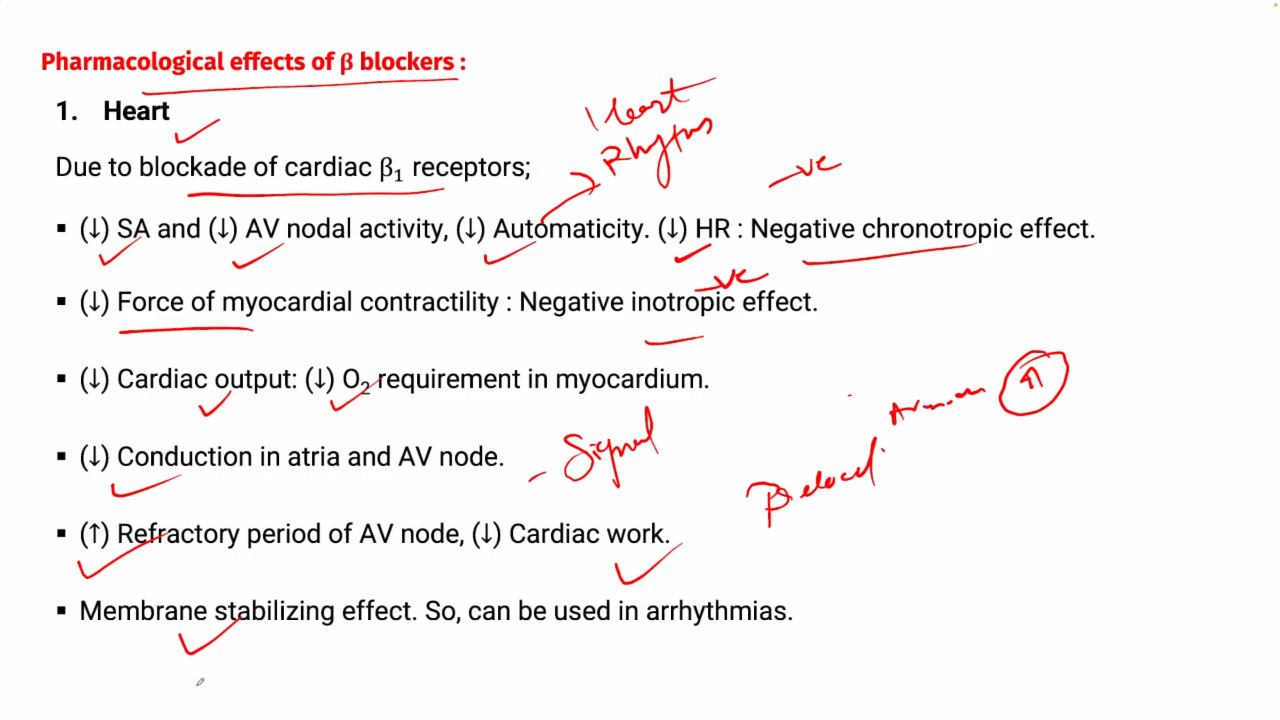 Pharmacological effects of β blockers :
1. Heart
Heart
Rhythm
Due to blockade of cardiac β₁ receptors;
-ve
▪ (↓) SA and (↓) AV nodal activity, (↓) Automaticity. (↓) HR : Negative chronotropic effect.
-ve
▪ (↓) Force of myocardial contractility : Negative inotropic effect.
▪ (↓) Cardiac output: (↓) O₂ requirement in myocardium.
↑
▪ (↓) Conduction in atria and AV node.
- Signal
▪ (↑) Refractory period of AV node, (↓) Cardiac work.
▪ Membrane stabilizing effect. So, can be used in arrhythmias.